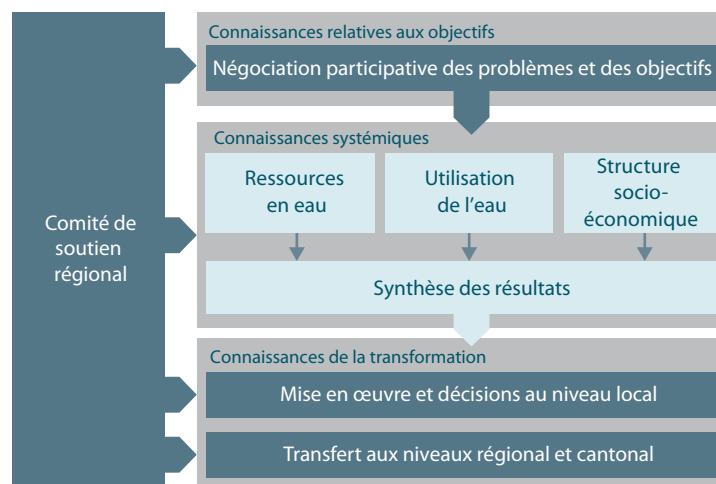 Connaissances relatives aux objectifs
Négociation participative des problèmes et des objectifs
Connaissances systémiques
Ressources
en eau
Utilisation
de l'eau
Structure
socio-
économique
Comité de
soutien
régional
Synthèse des résultats
Connaissances de la transformation
Mise en œuvre et décisions au niveau local
Transfert aux niveaux régional et cantonal